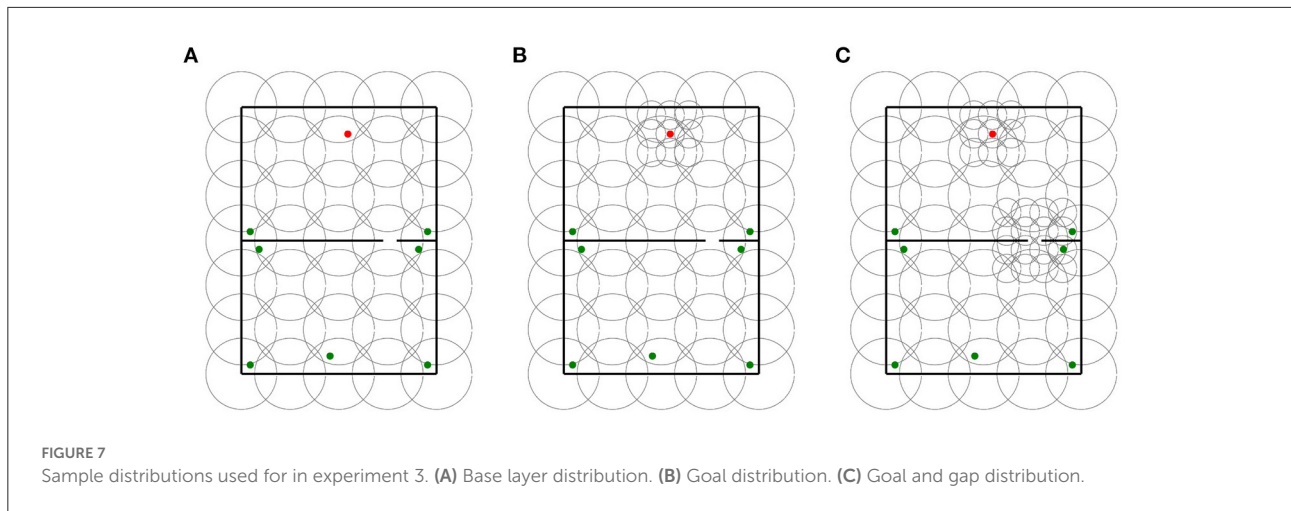 A
B
C
FIGURE 7
Sample distributions used for in experiment 3. (A) Base layer distribution. (B) Goal distribution. (C) Goal and gap distribution.